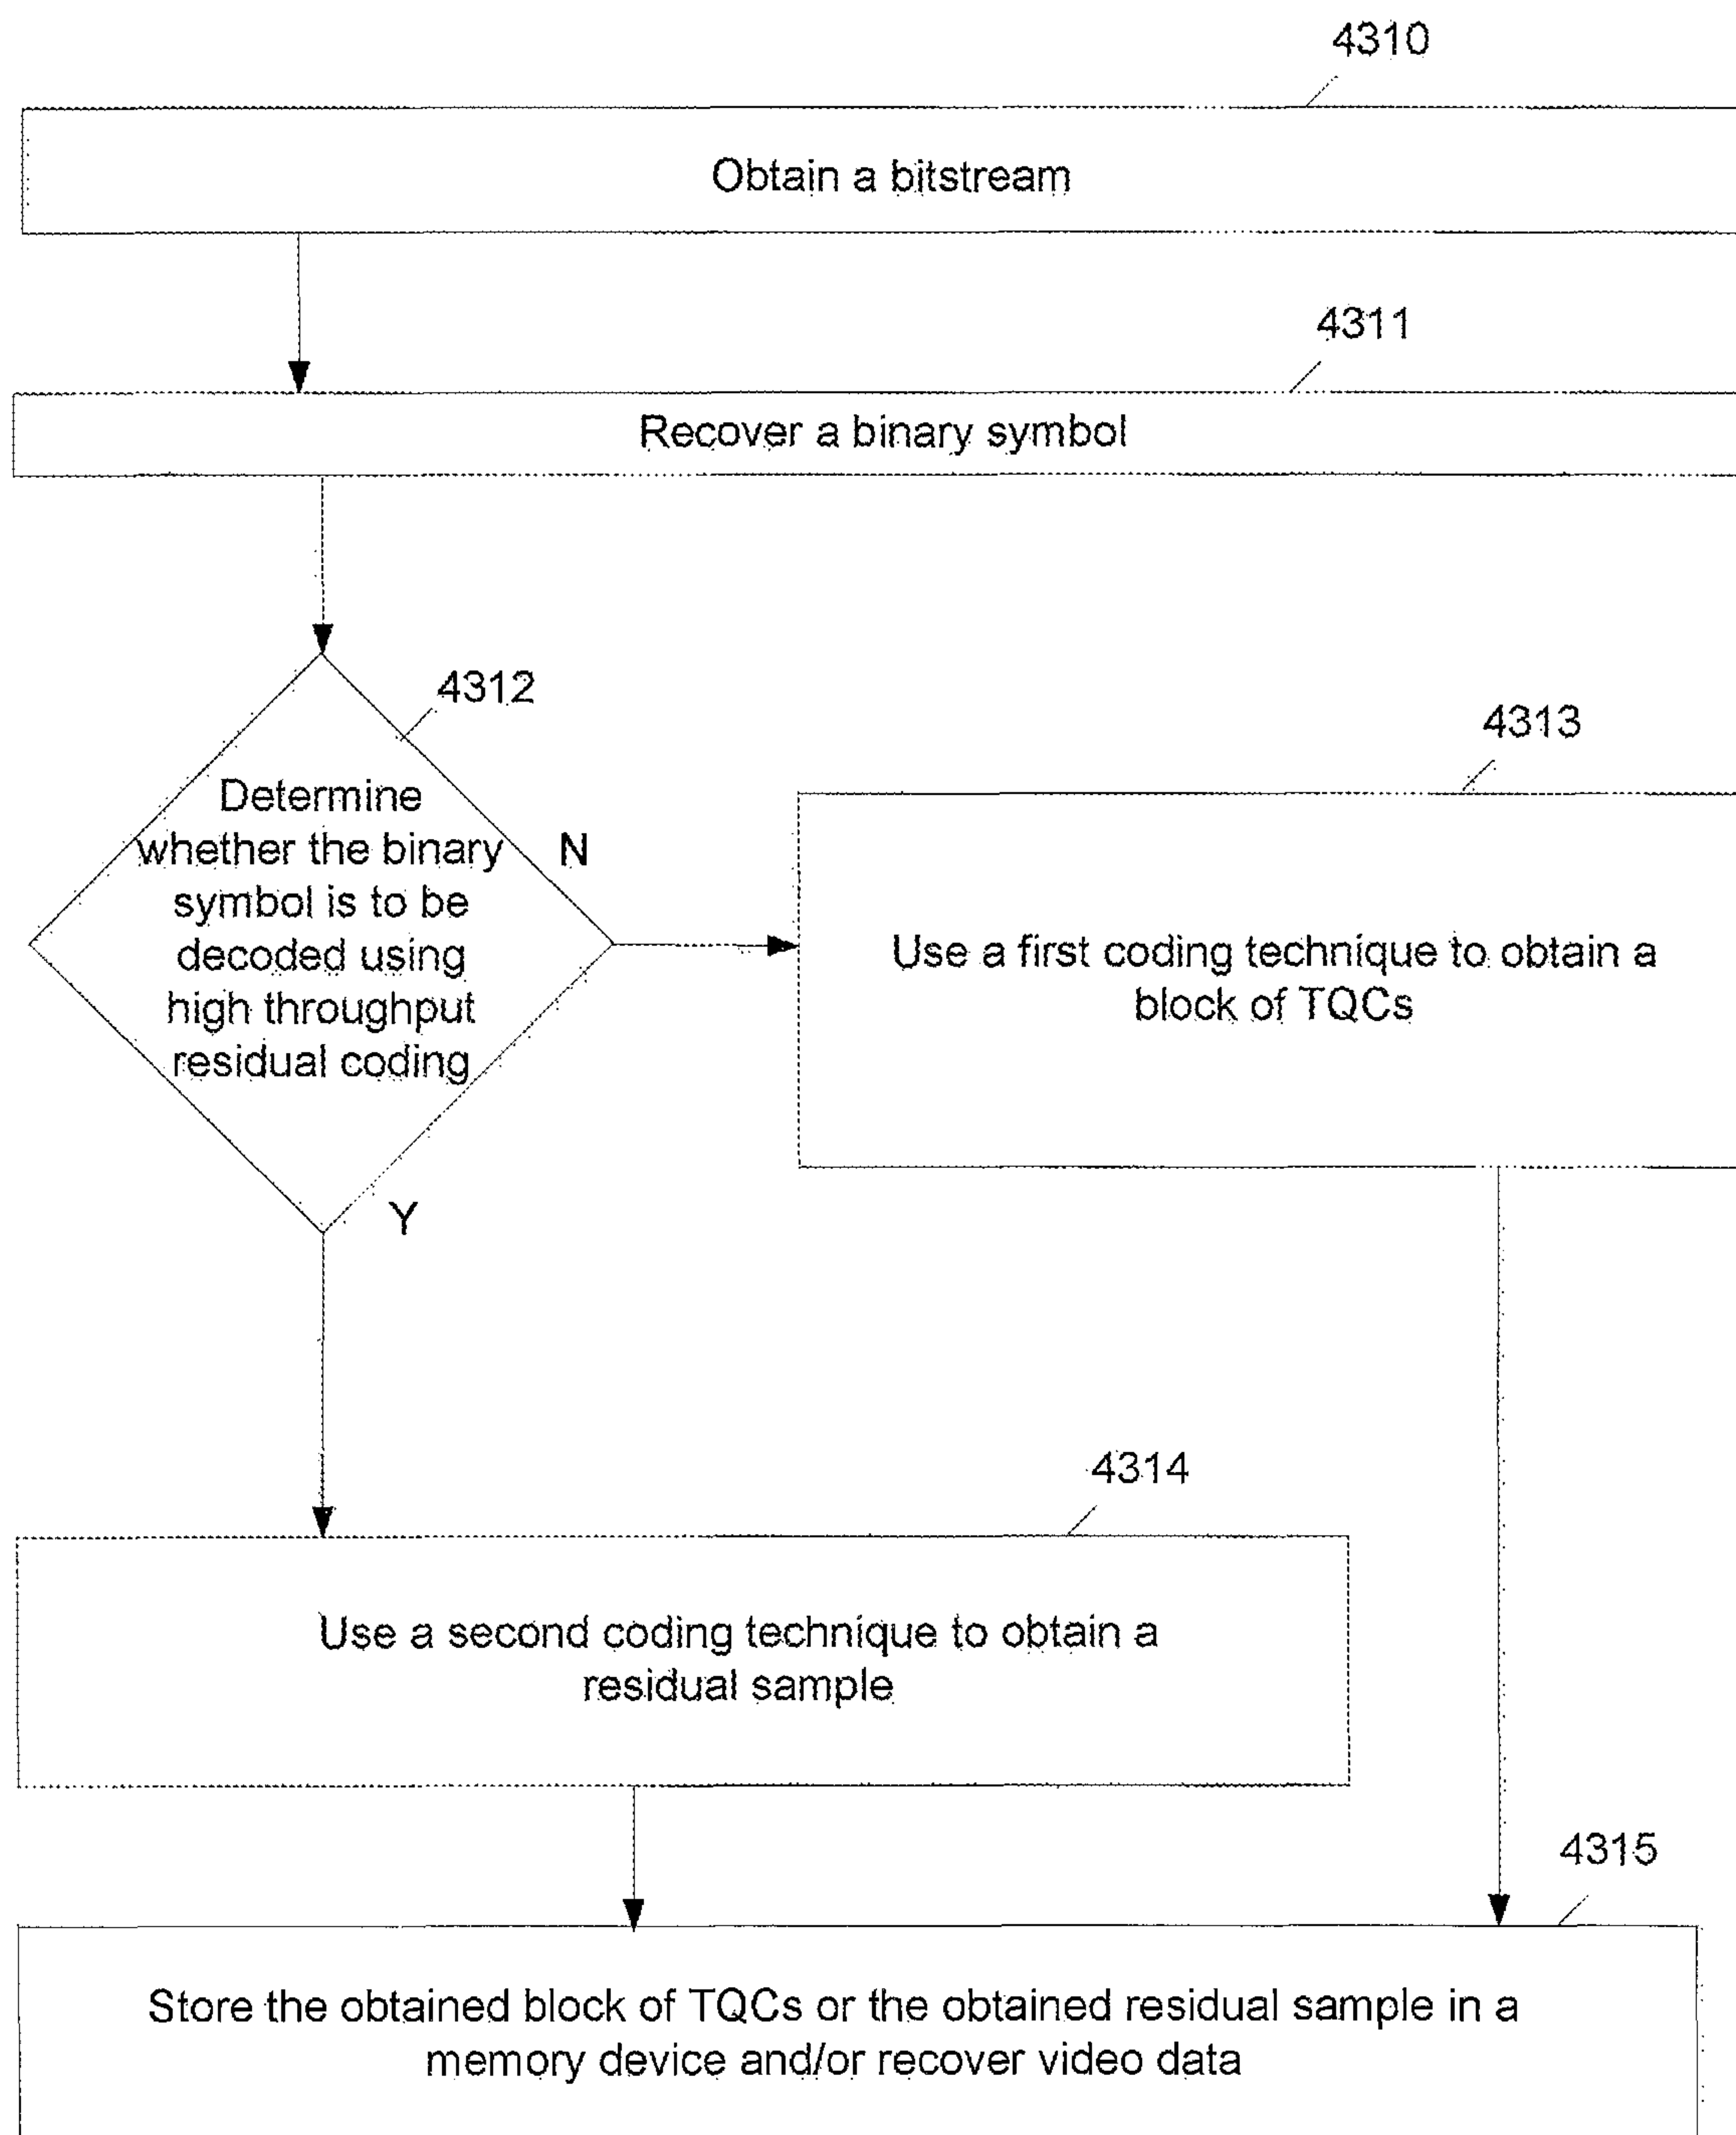 4310
Obtain a bitstream
4311
Recover a binary symbol
4312
Determine
whether the binary
symbol is to be
decoded using
high throughput
residual coding
N
Y
4313
Use a first coding technique to obtain a
block of TQCs
4314
Use a second coding technique to obtain a
residual sample
4315
Store the obtained block of TQCs or the obtained residual sample in a
memory device and/or recover video data